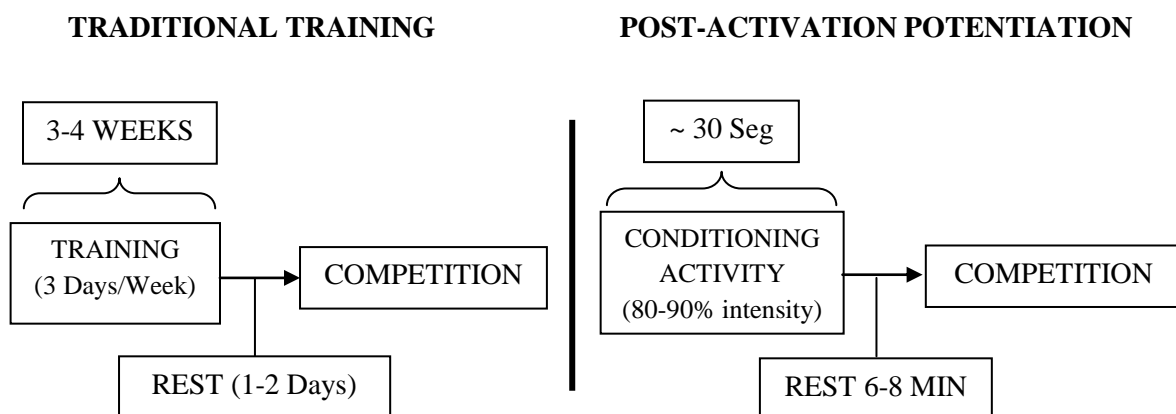 TRADITIONAL TRAINING
3-4 WEEKS
TRAINING
(3 Days/Week)
COMPETITION
REST (1-2 Days)
POST-ACTIVATION POTENTIATION
~ 30 Seg
CONDITIONING
ACTIVITY
(80-90% intensity)
COMPETITION
REST 6-8 MIN